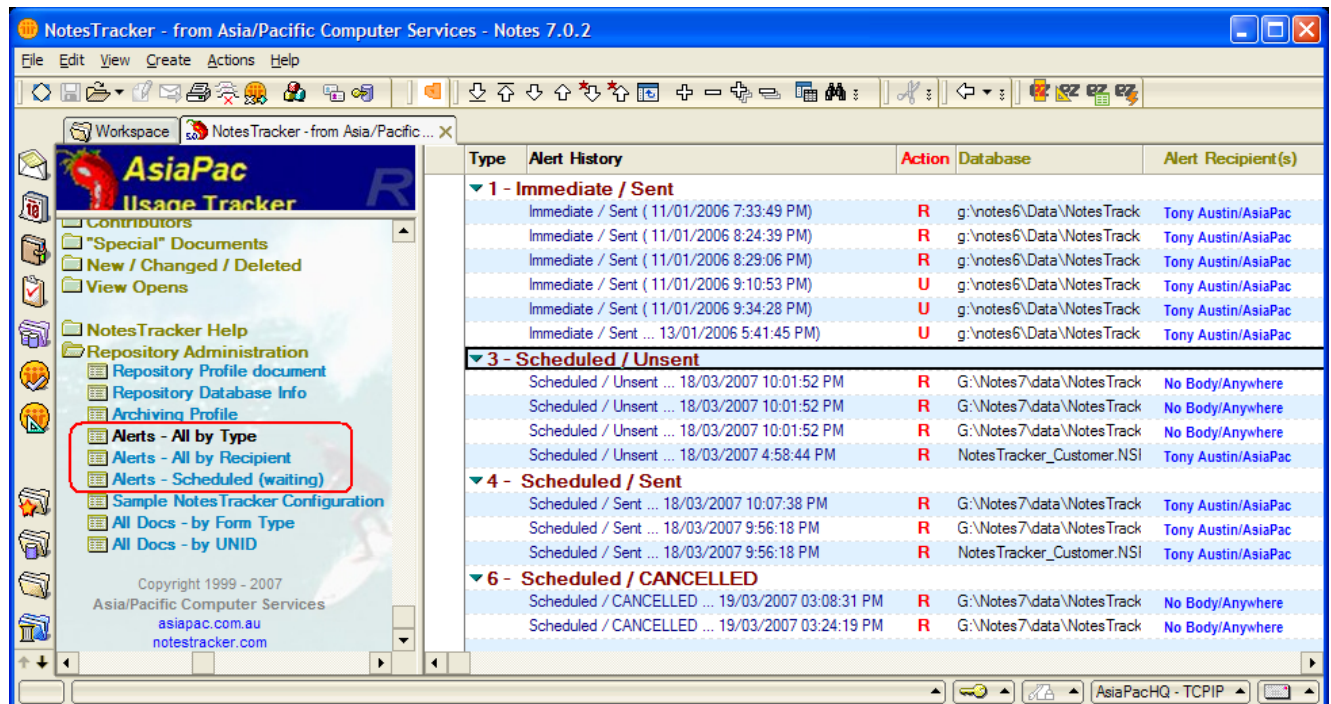 NotesTracker - from Asia/Pacific Computer Services - Notes 7.0.2
File Edit View Create Actions Help
Workspace NotesTracker - from Asia/Pacific ...
AsiaPac
Usage Tracker
R
Contributors
"Special" Documents
New / Changed / Deleted
View Opens
NotesTracker Help
Repository Administration
Repository Profile document
Repository Database Info
Archiving Profile
Alerts - All by Type
Alerts - All by Recipient
Alerts - Scheduled (waiting)
Sample NotesTracker Configuration
All Docs - by Form Type
All Docs - by UNID
Copyright 1999 - 2007
Asia/Pacific Computer Services
asiapac.com.au
notestracker.com
Type Alert History Action Database Alert Recipient(s)
1 - Immediate / Sent
Immediate / Sent ( 11/01/2006 7:33:49 PM) R g:\notes6\Data\NotesTrack Tony Austin/AsiaPac
Immediate / Sent ( 11/01/2006 8:24:39 PM) R g:\notes6\Data\NotesTrack Tony Austin/AsiaPac
Immediate / Sent ( 11/01/2006 8:29:06 PM) R g:\notes6\Data\NotesTrack Tony Austin/AsiaPac
Immediate / Sent ( 11/01/2006 9:10:53 PM) U g:\notes6\Data\NotesTrack Tony Austin/AsiaPac
Immediate / Sent ( 11/01/2006 9:34:28 PM) U g:\notes6\Data\NotesTrack Tony Austin/AsiaPac
Immediate / Sent ... 13/01/2006 5:41:45 PM) U g:\notes6\Data\NotesTrack Tony Austin/AsiaPac
3 - Scheduled / Unsent
Scheduled / Unsent ... 18/03/2007 10:01:52 PM R G:\Notes7\data\NotesTrack No Body/Anywhere
Scheduled / Unsent ... 18/03/2007 10:01:52 PM R G:\Notes7\data\NotesTrack No Body/Anywhere
Scheduled / Unsent ... 18/03/2007 10:01:52 PM R G:\Notes7\data\NotesTrack No Body/Anywhere
Scheduled / Unsent ... 18/03/2007 4:58:44 PM R NotesTracker_Customer.NSI Tony Austin/AsiaPac
4 - Scheduled / Sent
Scheduled / Sent ... 18/03/2007 10:07:38 PM R G:\Notes7\data\NotesTrack Tony Austin/AsiaPac
Scheduled / Sent ... 18/03/2007 9:56:18 PM R G:\Notes7\data\NotesTrack Tony Austin/AsiaPac
Scheduled / Sent ... 18/03/2007 9:56:18 PM R NotesTracker_Customer.NSI Tony Austin/AsiaPac
6 - Scheduled / CANCELLED
Scheduled / CANCELLED ... 19/03/2007 03:08:31 PM R G:\Notes7\data\NotesTrack No Body/Anywhere
Scheduled / CANCELLED ... 19/03/2007 03:24:19 PM R G:\Notes7\data\NotesTrack No Body/Anywhere
AsiaPacHQ - TCPIP